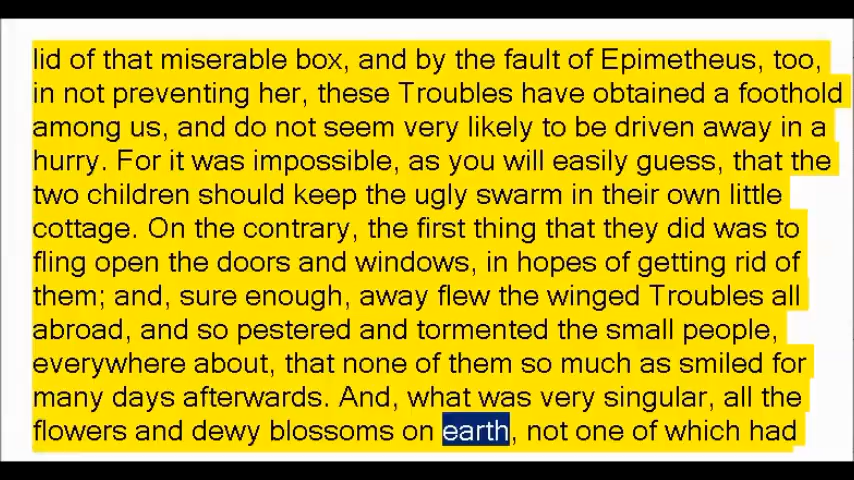 lid of that miserable box, and by the fault of Epimetheus, too,
in not preventing her, these Troubles have obtained a foothold
among us, and do not seem very likely to be driven away in a
hurry. For it was impossible, as you will easily guess, that the
two children should keep the ugly swarm in their own little
cottage. On the contrary, the first thing that they did was to
fling open the doors and windows, in hopes of getting rid of
them; and, sure enough, away flew the winged Troubles all
abroad, and so pestered and tormented the small people,
everywhere about, that none of them so much as smiled for
many days afterwards. And, what was very singular, all the
flowers and dewy blossoms on earth, not one of which had